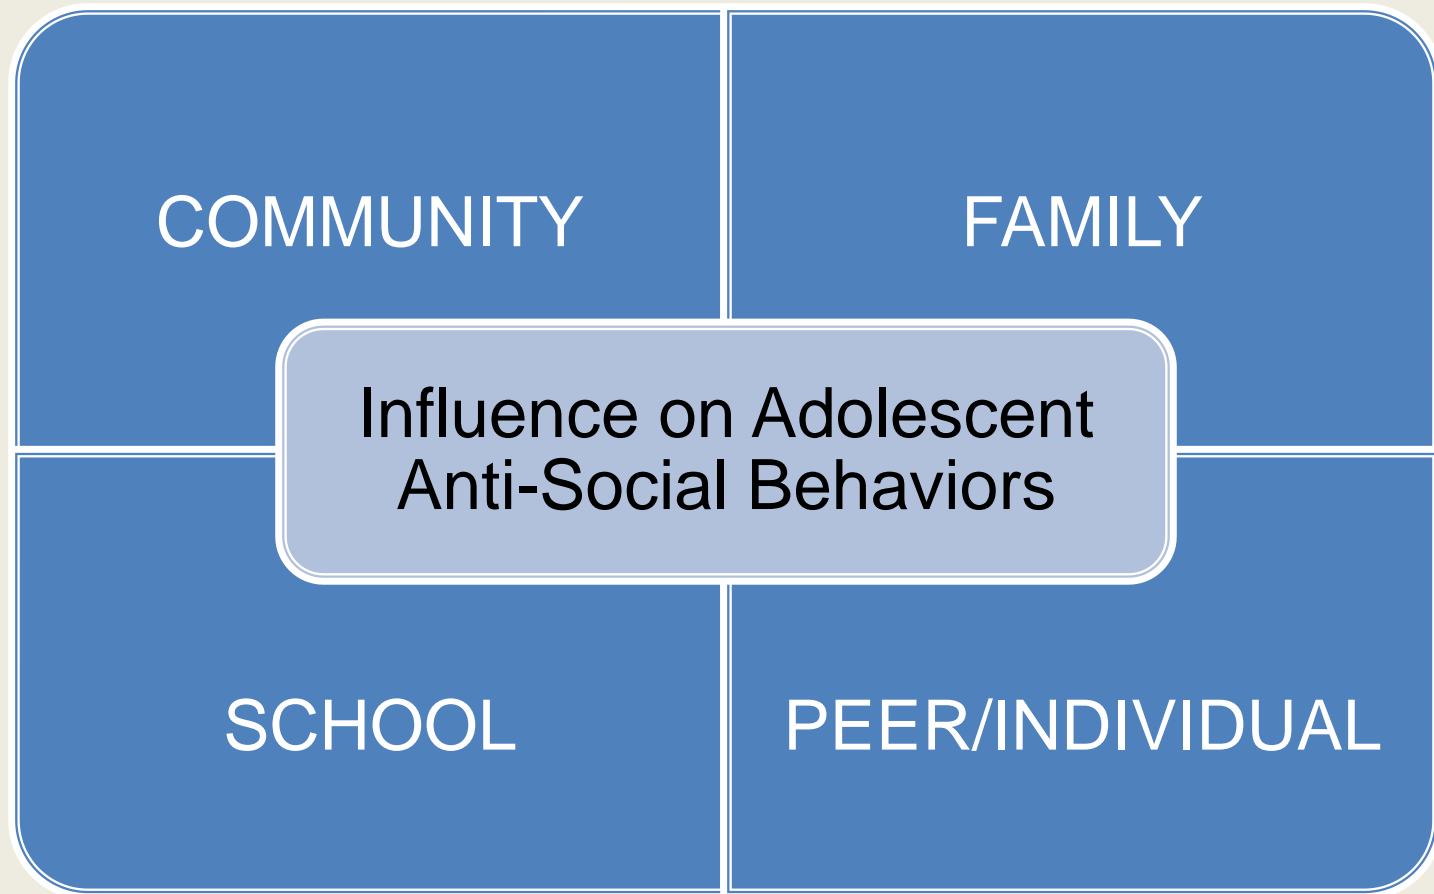 COMMUNITY
FAMILY
Influence on Adolescent
Anti-Social Behaviors
SCHOOL
PEER/INDIVIDUAL